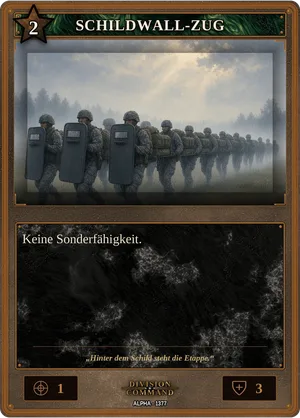 2
SCHILDWALL-ZUG
Keine Sonderfähigkeit.
„Hinter dem Schild steht die Etappe.“
1
DIVISION
COMMAND
ALPHA · 1377
3